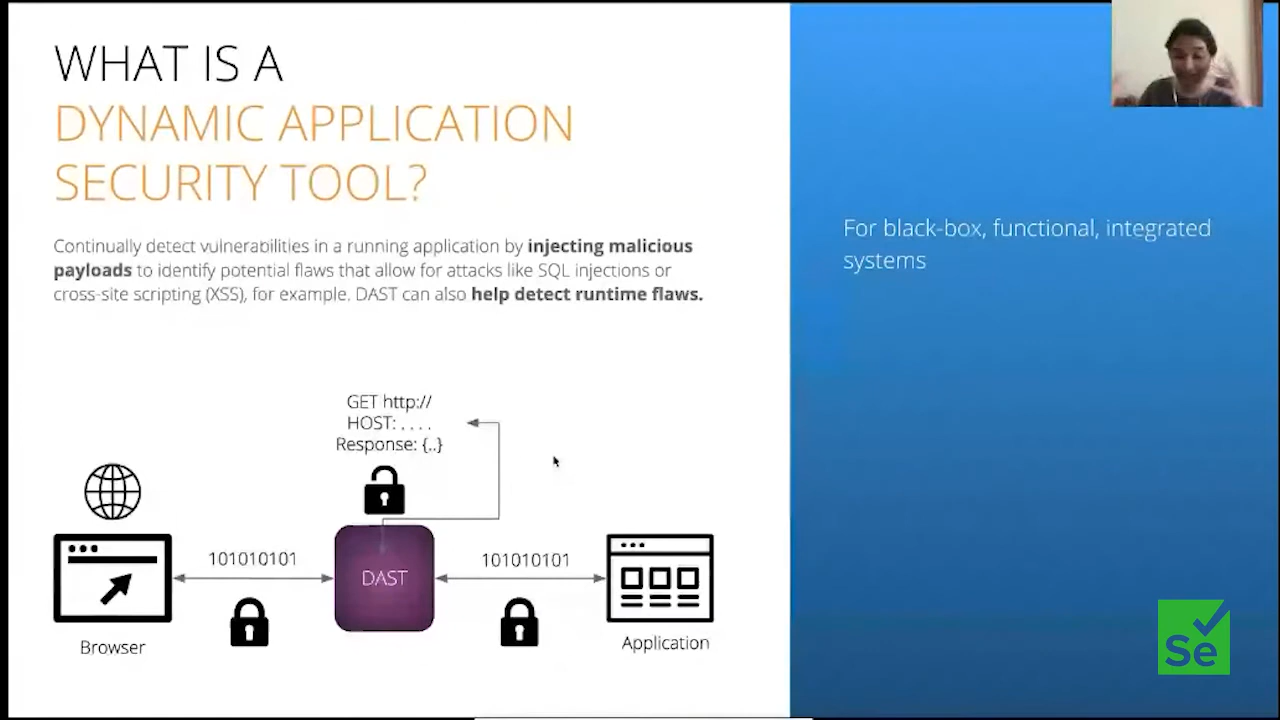 WHAT IS A
DYNAMIC APPLICATION
SECURITY TOOL?
Continually detect vulnerabilities in a running application by injecting malicious
payloads to identify potential flaws that allow for attacks like SQL injections or
cross-site scripting (XSS), for example. DAST can also help detect runtime flaws.
For black-box, functional, integrated
systems
GET http://
HOST: . . . .
Response: {..}
101010101
DAST
101010101
Browser
Application
Se